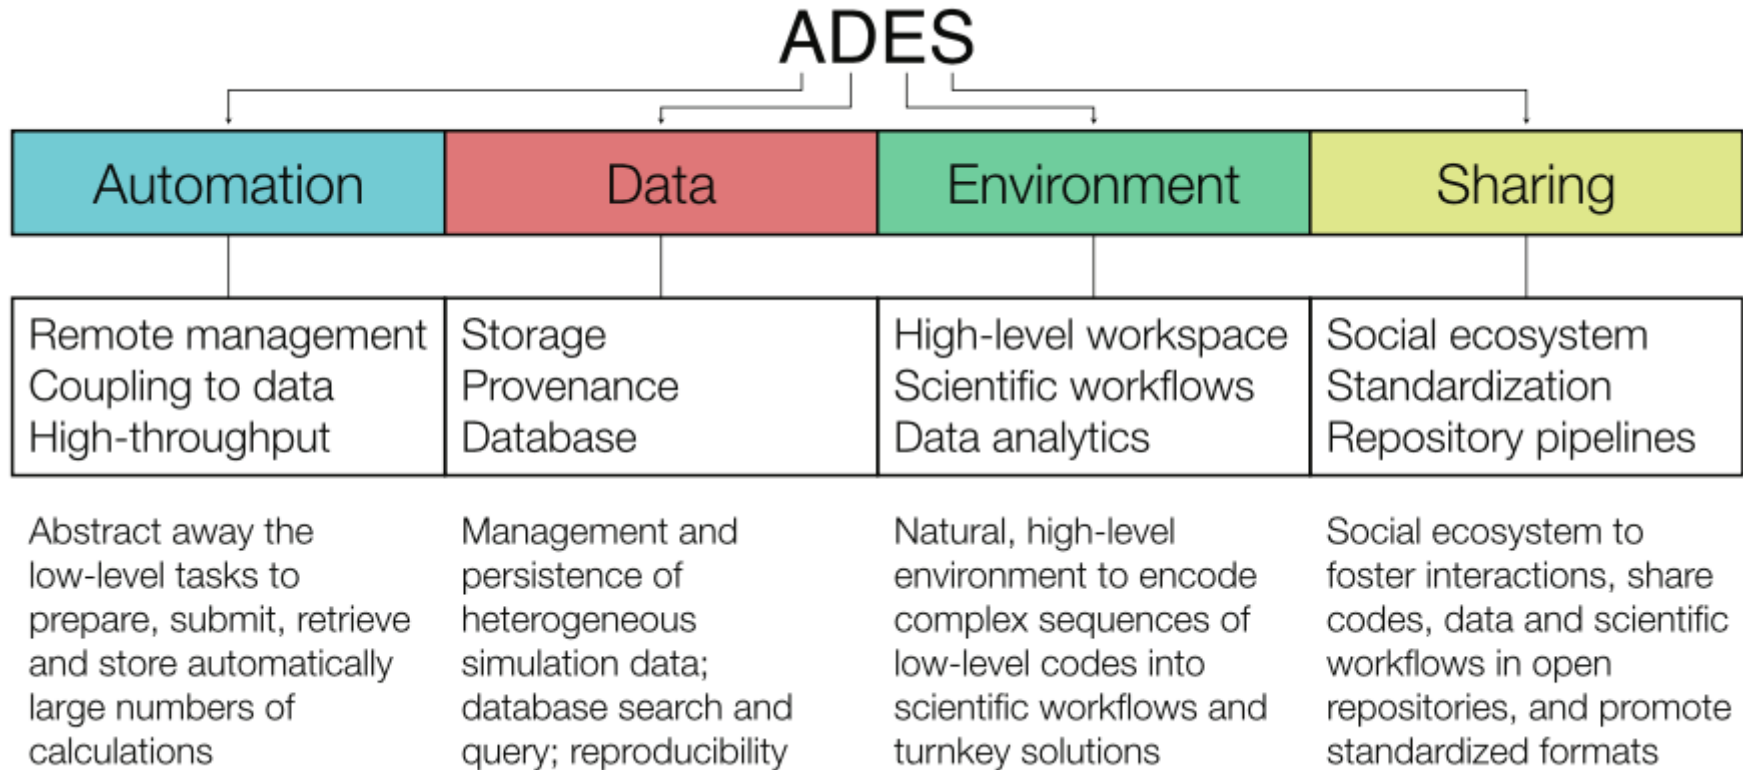 ADES
Automation
Data
Environment
Sharing
Remote management
Coupling to data
High-throughput
Storage
Provenance
Database
High-level workspace
Scientific workflows
Data analytics
Social ecosystem
Standardization
Repository pipelines
Abstract away the
low-level tasks to
prepare, submit, retrieve
and store automatically
large numbers of
calculations
Management and
persistence of
heterogeneous
simulation data;
database search and
query; reproducibility
Natural, high-level
environment to encode
complex sequences of
low-level codes into
scientific workflows and
turnkey solutions
Social ecosystem to
foster interactions, share
codes, data and scientific
workflows in open
repositories, and promote
standardized formats